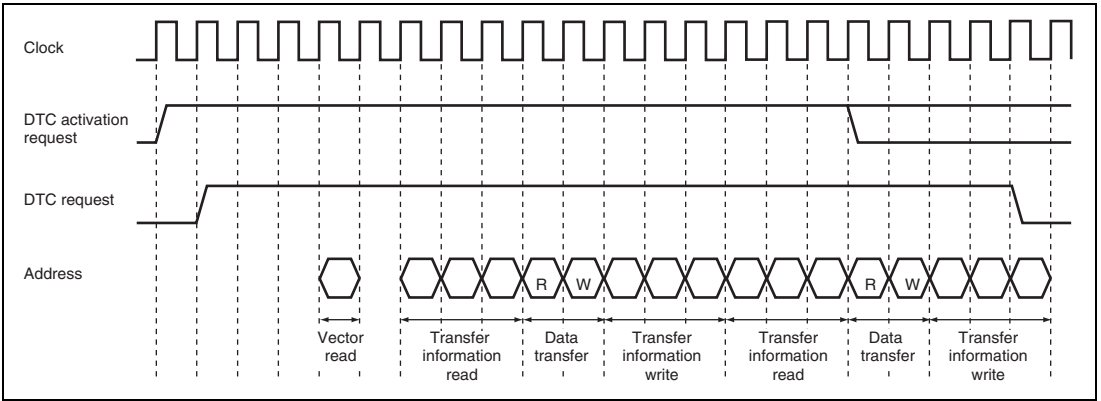 Clock
DTC activation
request
DTC request
Address
R W R W
Vector
read
Transfer
information
read
Data
transfer
Transfer
information
write
Transfer
information
read
Data
transfer
Transfer
information
write